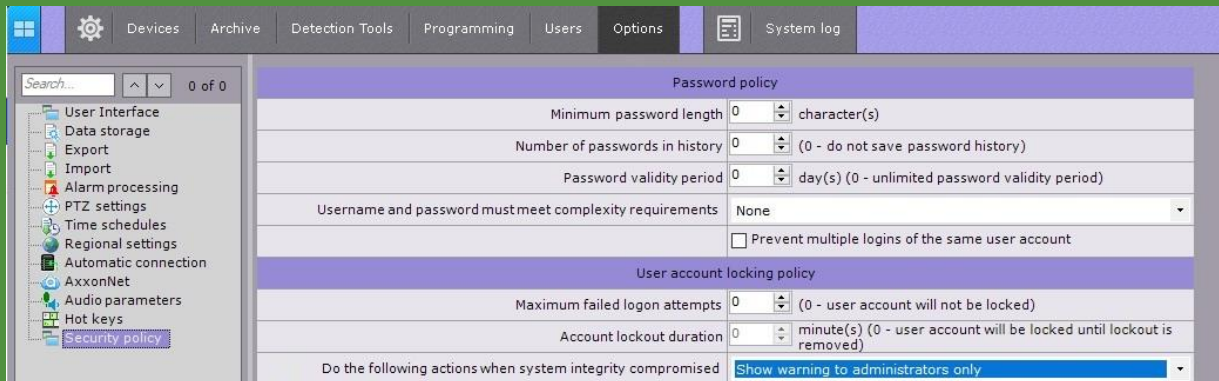 Devices Archive Detection Tools Programming Users Options System log
Search... 0 of 0
User Interface
Data storage
Export
Import
Alarm processing
PTZ settings
Time schedules
Regional settings
Automatic connection
AxxonNet
Audio parameters
Hot keys
Security policy
Password policy
Minimum password length 0 character(s)
Number of passwords in history 0 (0 - do not save password history)
Password validity period 0 day(s) (0 - unlimited password validity period)
Username and password must meet complexity requirements None
Prevent multiple logins of the same user account
User account locking policy
Maximum failed logon attempts 0 (0 - user account will not be locked)
Account lockout duration 0 minute(s) (0 - user account will be locked until lockout is
removed)
Do the following actions when system integrity compromised Show warning to administrators only